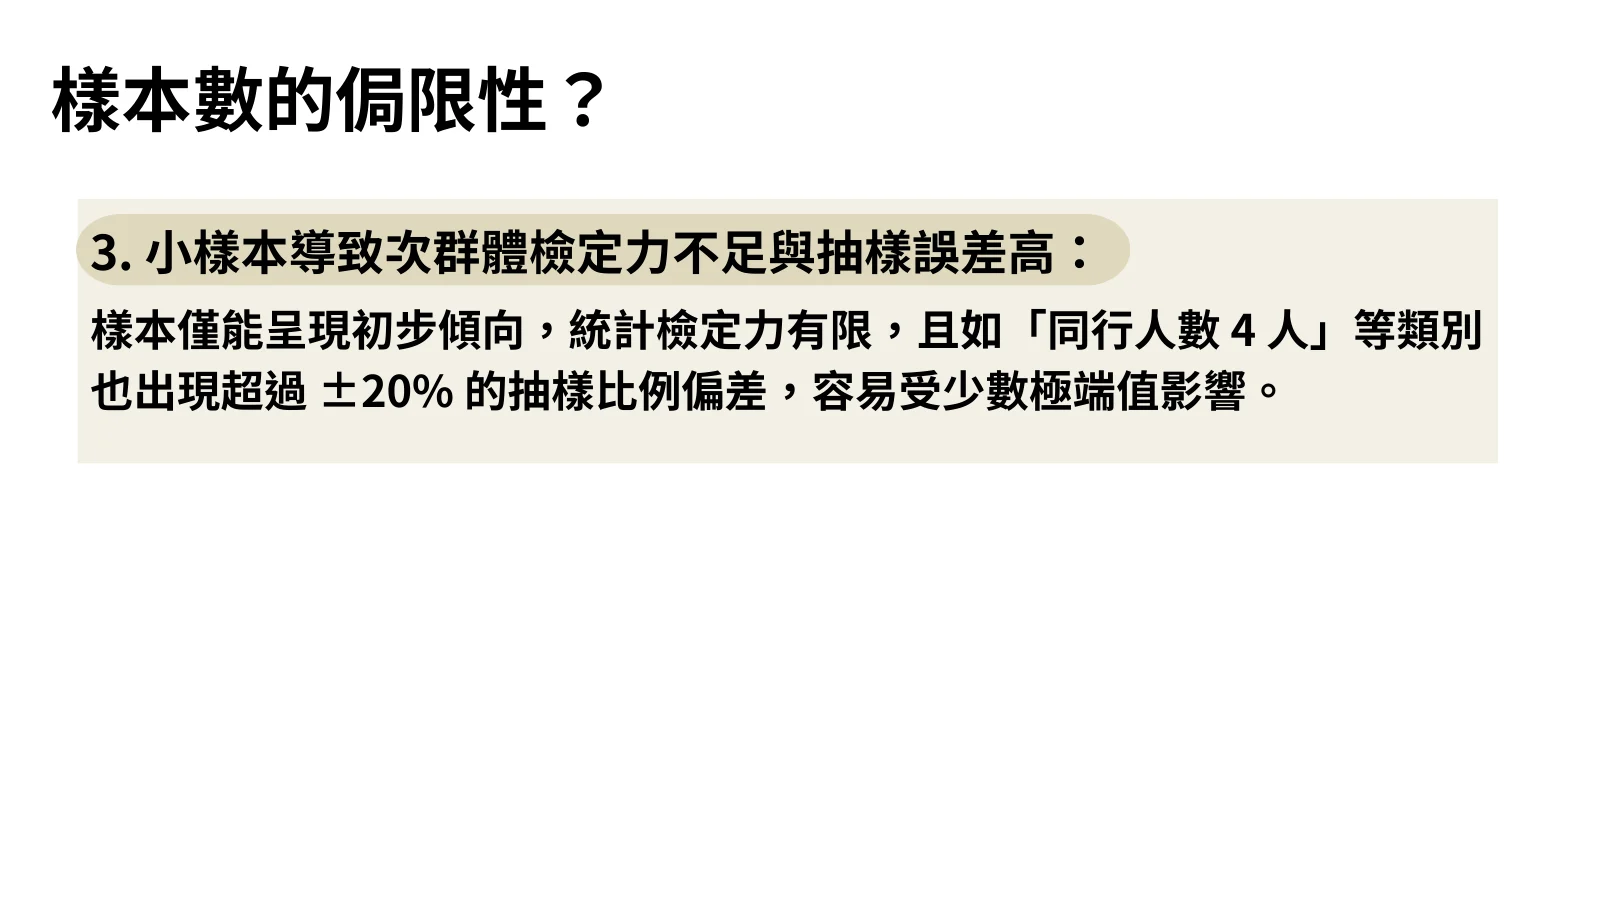 樣本數的侷限性？
3. 小樣本導致次群體檢定力不足與抽樣誤差高：
樣本僅能呈現初步傾向，統計檢定力有限，且如「同行人數 4 人」等類別
也出現超過 ±20% 的抽樣比例偏差，容易受少數極端值影響。